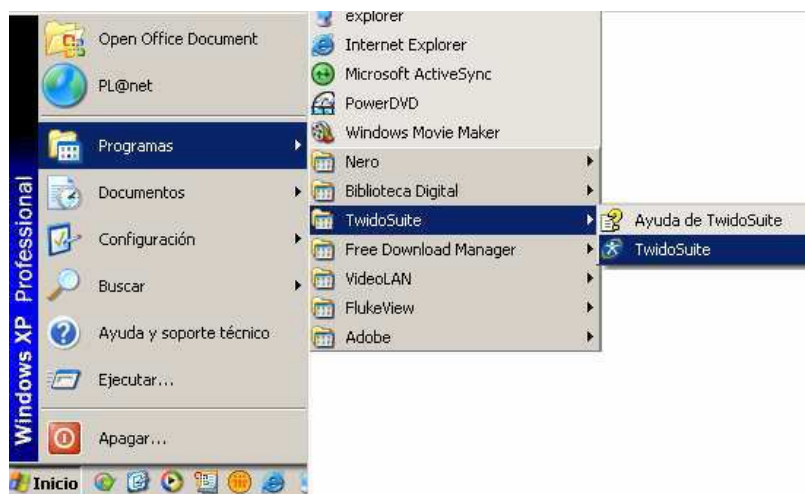 Open Office Document
PL@net
Programas
Documentos
Configuración
Buscar
Ayuda y soporte técnico
Ejecutar...
Apagar...
Windows XP Professional
Inicio
explorer
Internet Explorer
Microsoft ActiveSync
PowerDVD
Windows Movie Maker
Nero
Biblioteca Digital
TwidoSuite
Free Download Manager
VideoLAN
FlukeView
Adobe
Ayuda de TwidoSuite
TwidoSuite